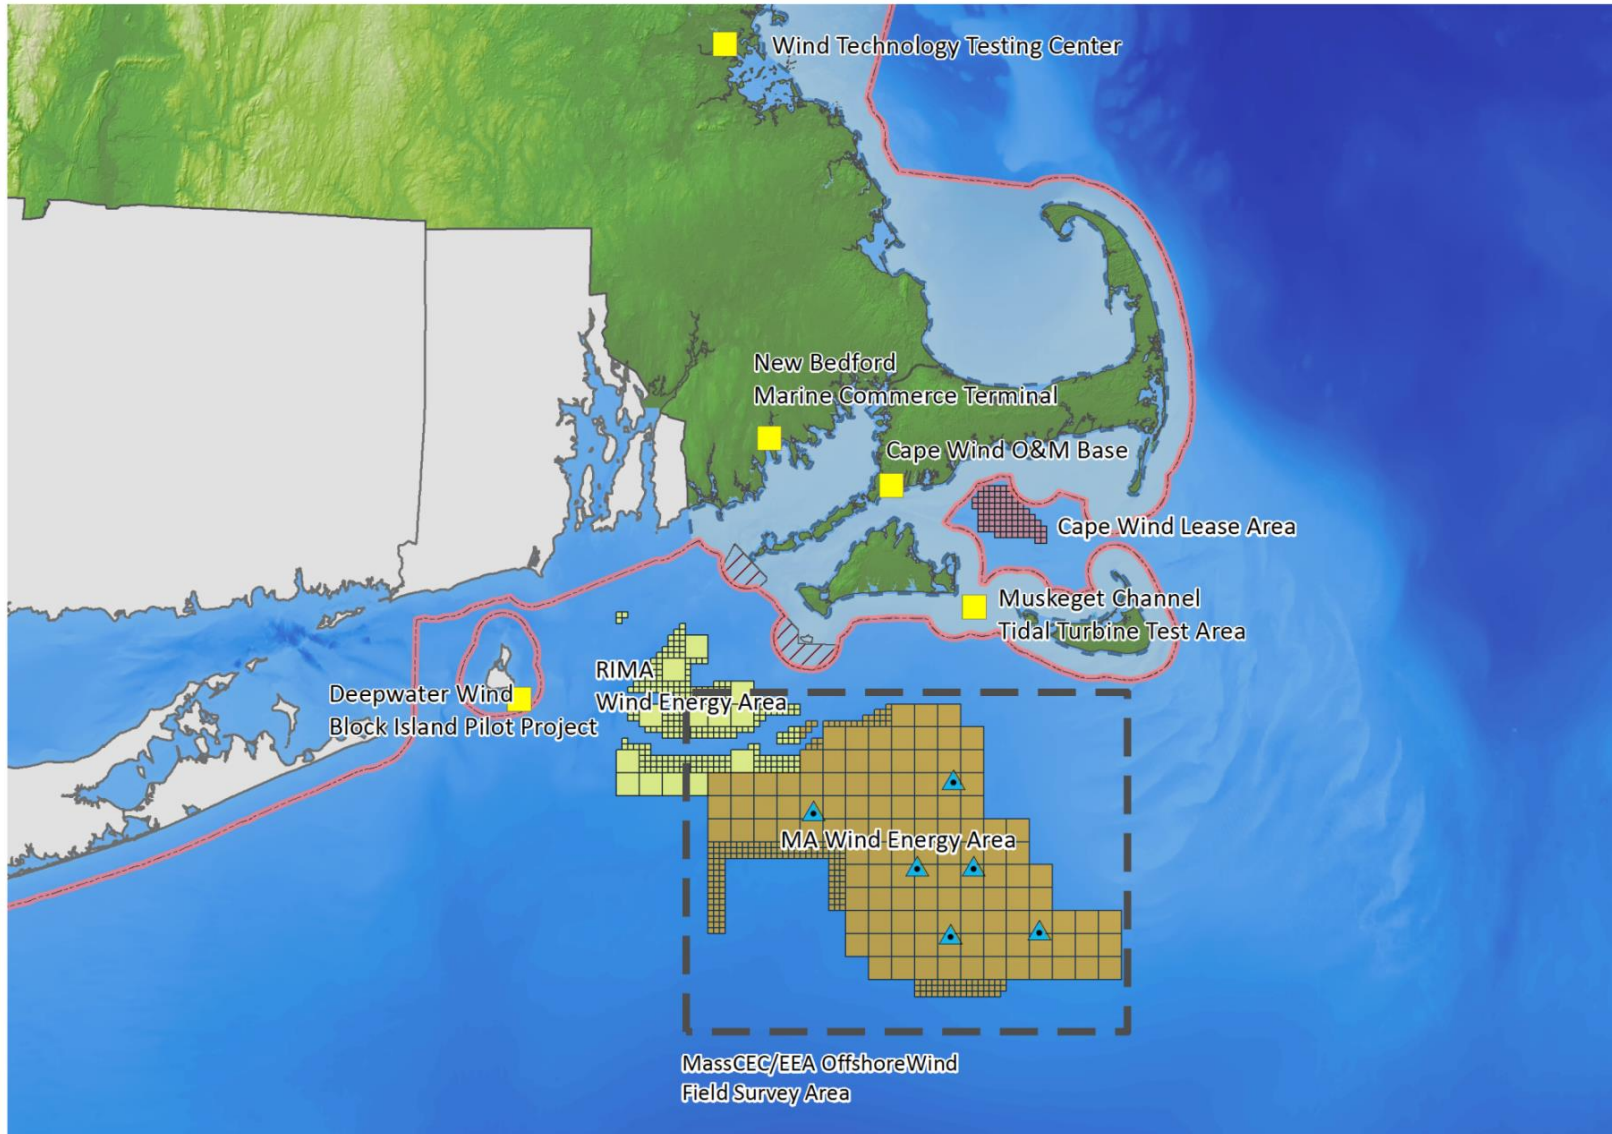 Wind Technology Testing Center
New Bedford
Marine Commerce Terminal
Cape Wind O&M Base
Cape Wind Lease Area
Muskeget Channel
Tidal Turbine Test Area
RIMA
Wind Energy Area
Deepwater Wind
Block Island Pilot Project
MA Wind Energy Area
MassCEC/EEA OffshoreWind
Field Survey Area